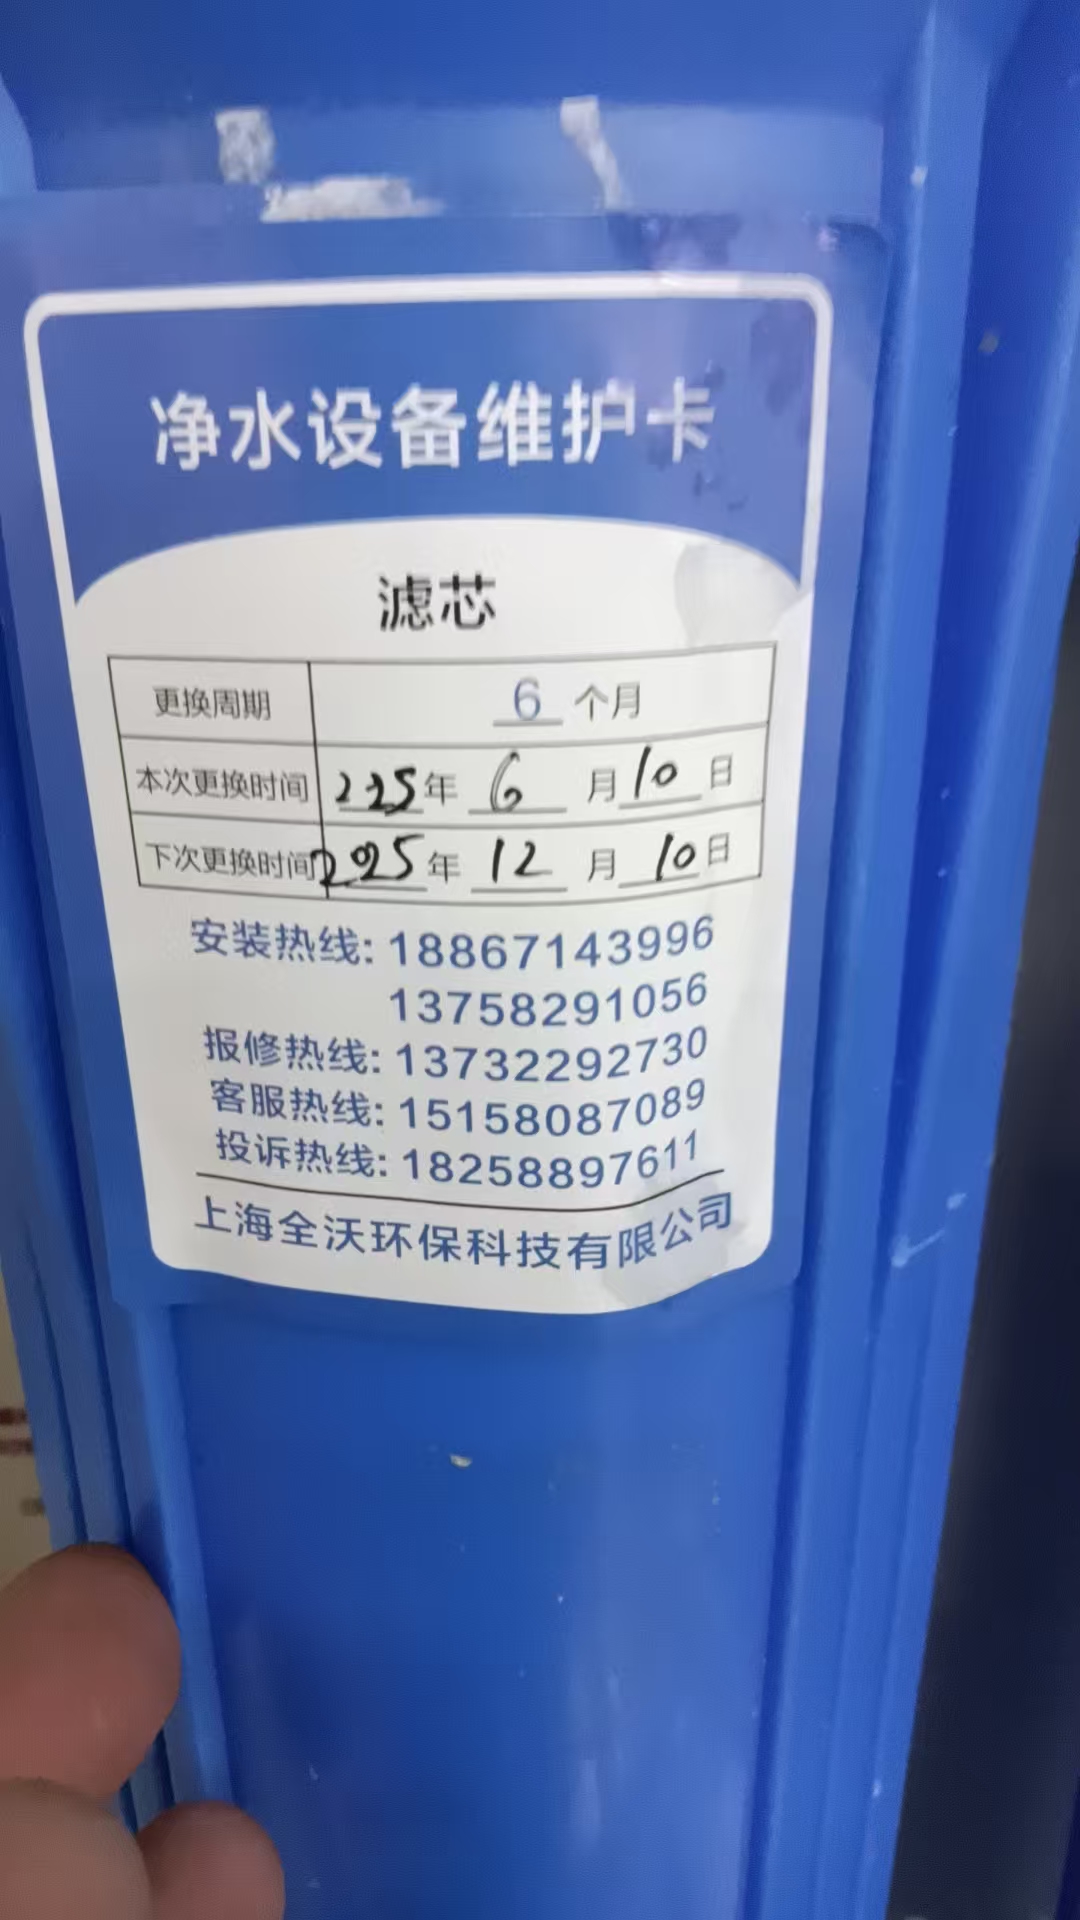 净水设备维护卡
滤芯
更换周期 6 个月
本次更换时间 225年 6 月 10 日
下次更换时间 2025年 12 月 10 日
安装热线: 18867143996
13758291056
报修热线: 13732292730
客服热线: 15158087089
投诉热线: 18258897611
上海全沃环保科技有限公司